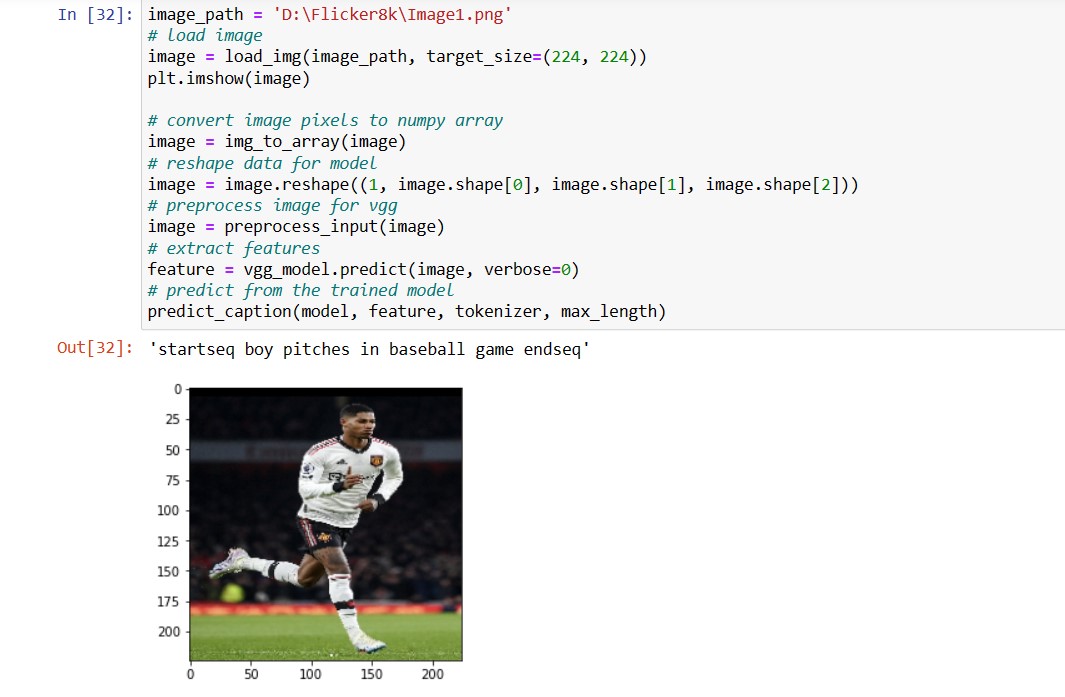 In [32]: image_path = 'D:\Flicker8k\Image1.png'
# load image
image = load_img(image_path, target_size=(224, 224))
plt.imshow(image)
# convert image pixels to numpy array
image = img_to_array(image)
# reshape data for model
image = image.reshape((1, image.shape[0], image.shape[1], image.shape[2]))
# preprocess image for vgg
image = preprocess_input(image)
# extract features
feature = vgg_model.predict(image, verbose=0)
# predict from the trained model
predict_caption(model, feature, tokenizer, max_length)
Out[32]: 'startseq boy pitches in baseball game endseq'
0
25
50
75
100
125
150
175
200
0 50 100 150 200